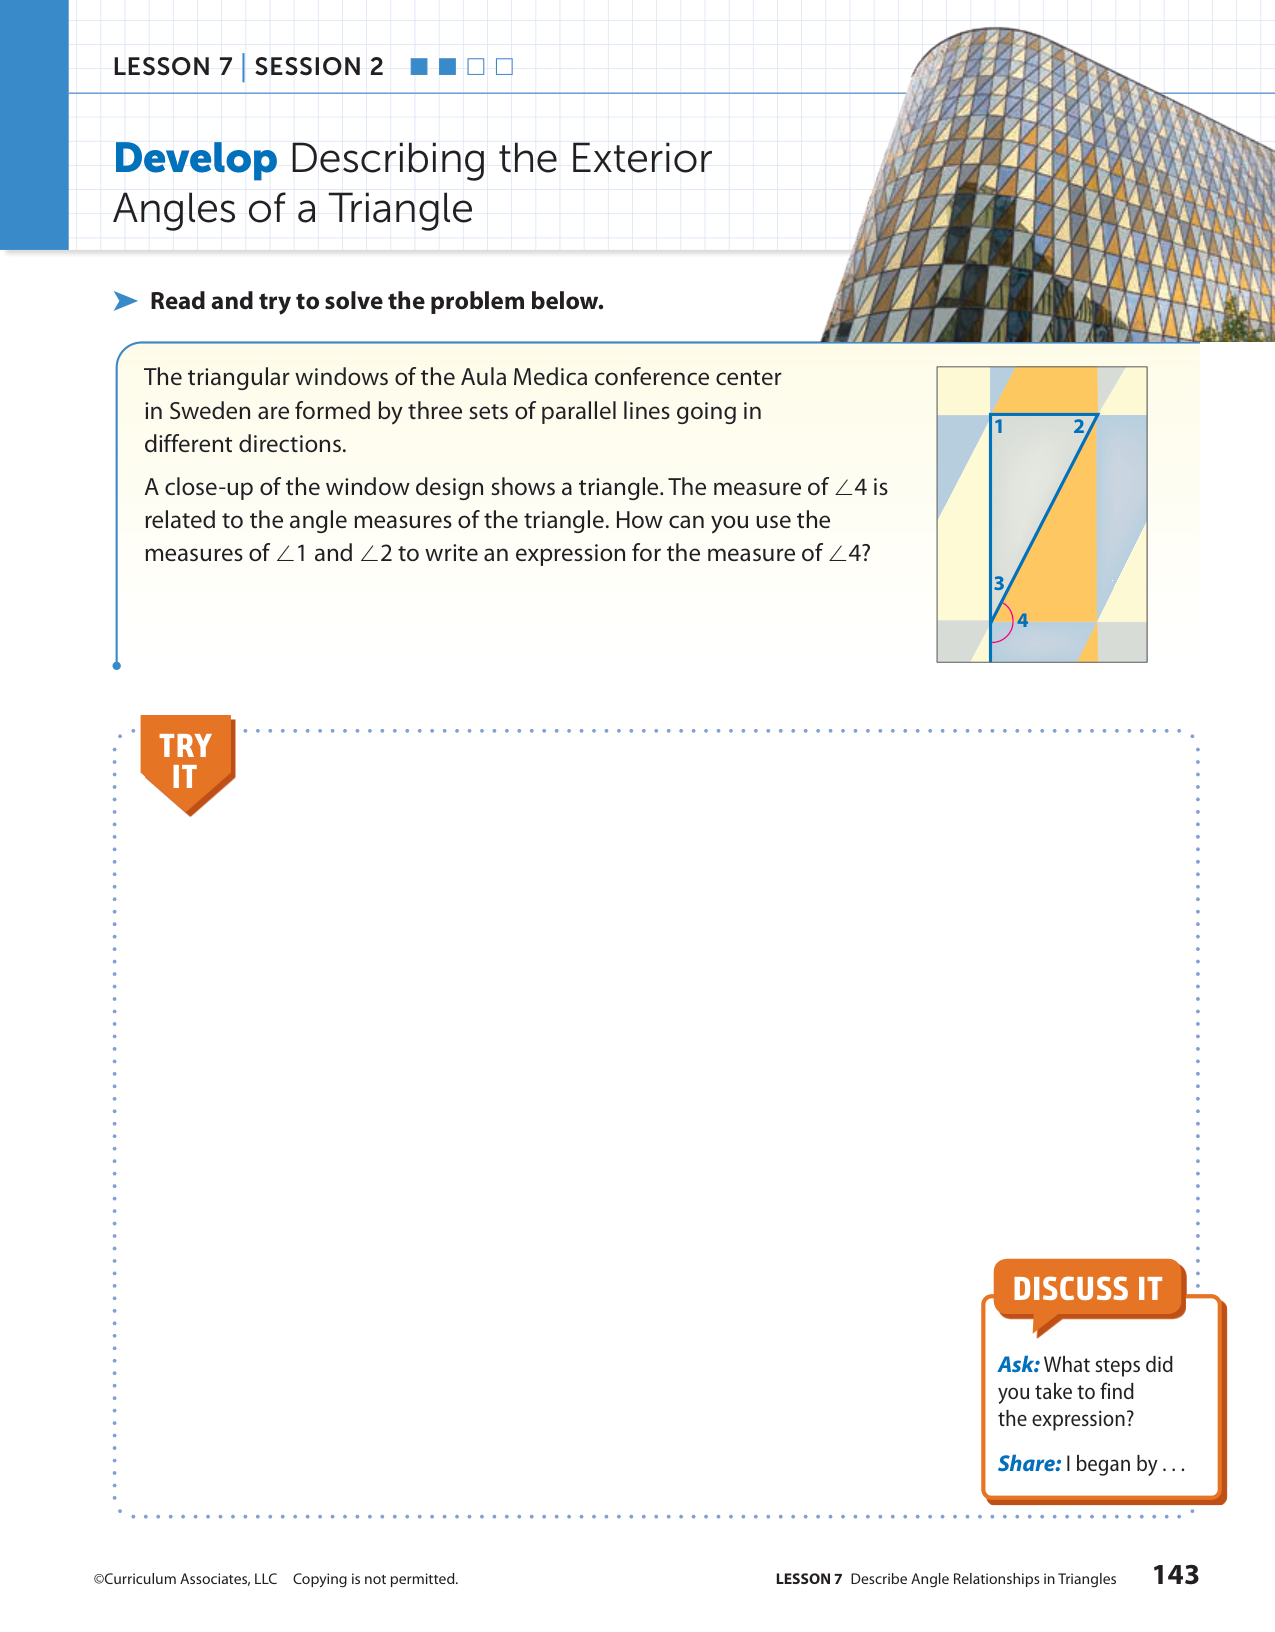 LESSON 7 | SESSION 2
Develop Describing the Exterior
Angles of a Triangle
Read and try to solve the problem below.
The triangular windows of the Aula Medica conference center
in Sweden are formed by three sets of parallel lines going in
different directions.
A close-up of the window design shows a triangle. The measure of ∠4 is
related to the angle measures of the triangle. How can you use the
measures of ∠1 and ∠2 to write an expression for the measure of ∠4?
1
2
3
4
TRY
IT
DISCUSS IT
Ask: What steps did
you take to find
the expression?
Share: I began by . . .
©Curriculum Associates, LLC Copying is not permitted.
LESSON 7 Describe Angle Relationships in Triangles 143